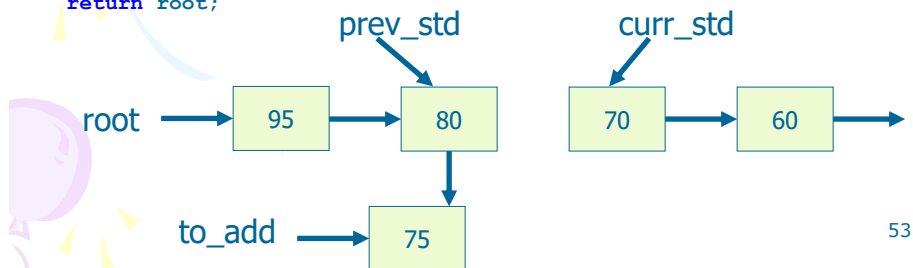 return root;
prev_std curr_std
root 95 80 70 60
to_add 75
53